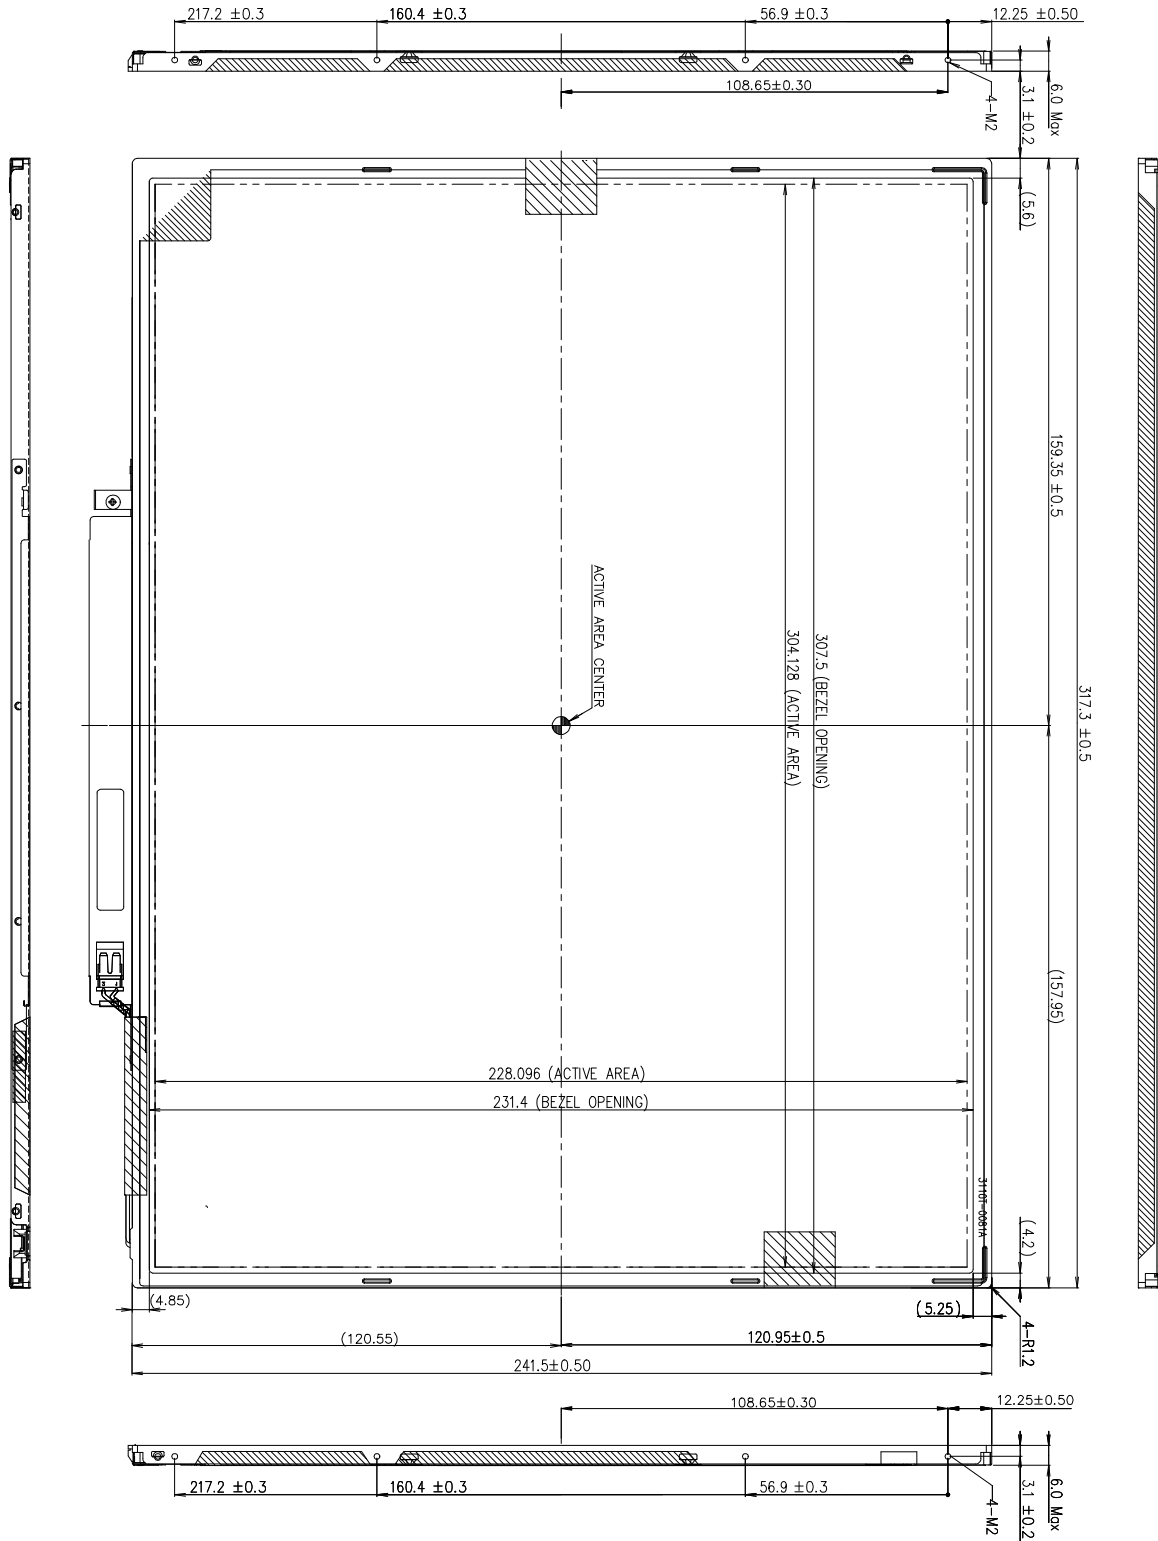 217.2 ±0.3
160.4 ±0.3
56.9 ±0.3
12.25 ±0.50
108.65±0.30
4-M2
3.1 ±0.2
6.0 Max
(5.6)
159.35 ±0.5
317.3 ±0.5
ACTIVE AREA CENTER
307.5 (BEZEL OPENING)
304.128 (ACTIVE AREA)
(157.95)
228.096 (ACTIVE AREA)
231.4 (BEZEL OPENING)
3110T-0081A
(4.2)
(4.85)
(5.25)
4-R1.2
(120.55)
120.95±0.5
241.5±0.50
108.65±0.30
12.25±0.50
217.2 ±0.3
160.4 ±0.3
56.9 ±0.3
4-M2
3.1 ±0.2
6.0 Max